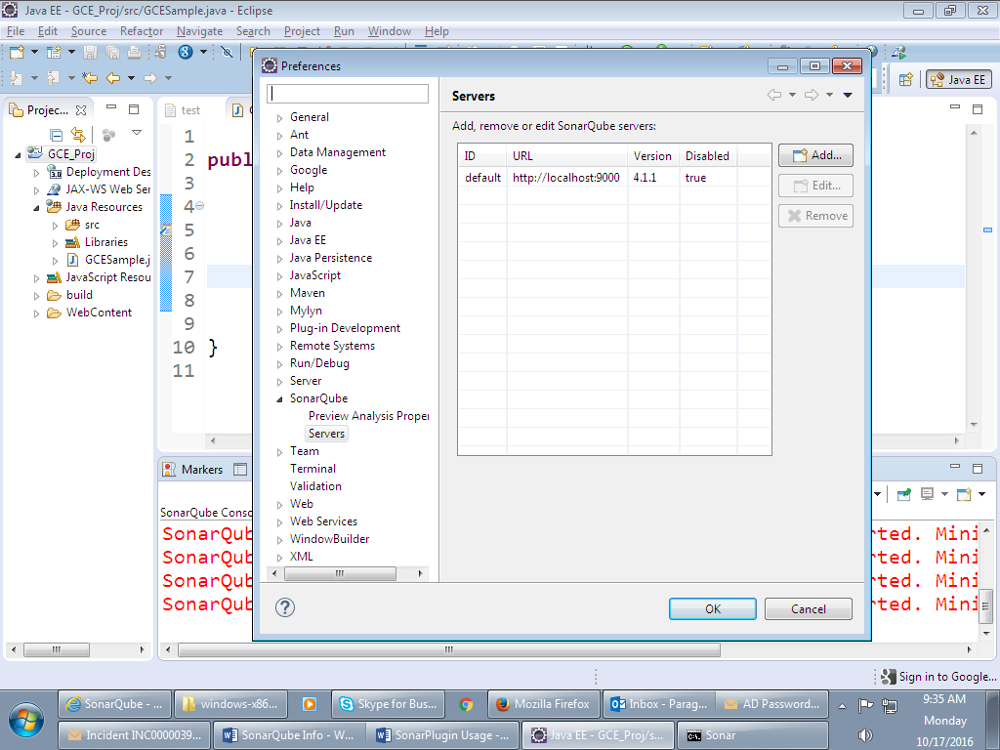 Java EE - GCE_Proj/src/GCESample.java - Eclipse
File Edit Source Refactor Navigate Search Project Run Window Help
Java EE
Projec...
GCE_Proj
Deployment Des
JAX-WS Web Ser
Java Resources
src
Libraries
GCESample.j
JavaScript Resou
build
WebContent
test
1
2 publ
3
4
5
6
7
8
9
10 }
11
Preferences
General
Ant
Data Management
Google
Help
Install/Update
Java
Java EE
Java Persistence
JavaScript
Maven
Mylyn
Plug-in Development
Remote Systems
Run/Debug
Server
SonarQube
Preview Analysis Proper
Servers
Team
Terminal
Validation
Web
Web Services
WindowBuilder
XML
Servers
Add, remove or edit SonarQube servers:
ID URL Version Disabled
default http://localhost:9000 4.1.1 true
Add...
Edit...
Remove
OK Cancel
Markers
SonarQube Conso
SonarQub rted. Mini
SonarQub rted. Mini
SonarQub rted. Mini
SonarQub rted. Mini
Sign in to Google...
SonarQube - ... windows-x86... Skype for Bus... Mozilla Firefox Inbox - Parag... AD Password...
Incident INC0000039... SonarQube Info - W... SonarPlugin Usage -... Java EE - GCE_Proj/s... Sonar
9:35 AM
Monday
10/17/2016